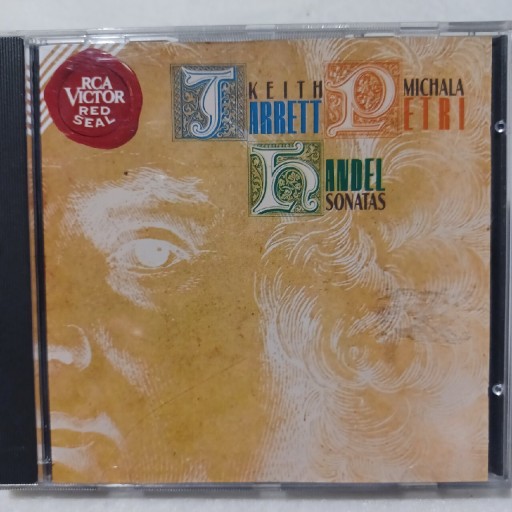 RCA
VICTOR
RED
SEAL
KEITH
JARRETT
MICHALA
PETRI
HANDEL
SONATAS